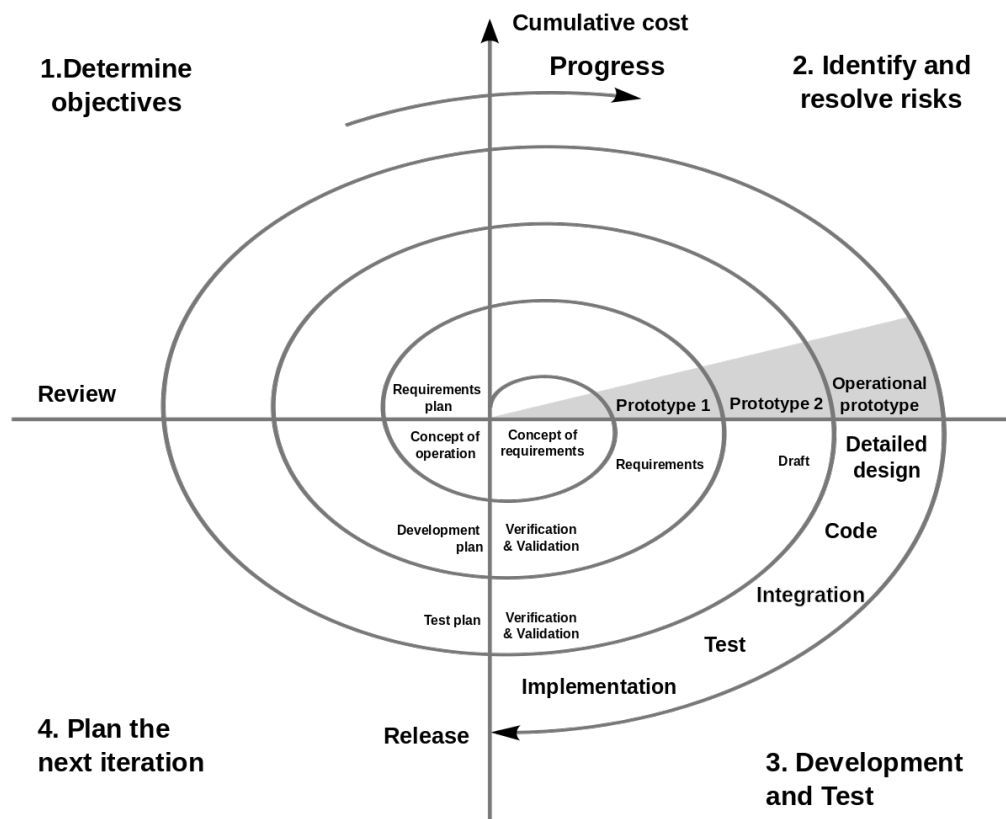 Cumulative cost
Progress
1.Determine
objectives
2. Identify and
resolve risks
Review
Requirements
plan
Prototype 1
Prototype 2
Operational
prototype
Concept of
operation
Concept of
requirements
Requirements
Draft
Detailed
design
Development
plan
Verification
& Validation
Code
Integration
Test plan
Verification
& Validation
Test
Implementation
Release
4. Plan the
next iteration
3. Development
and Test